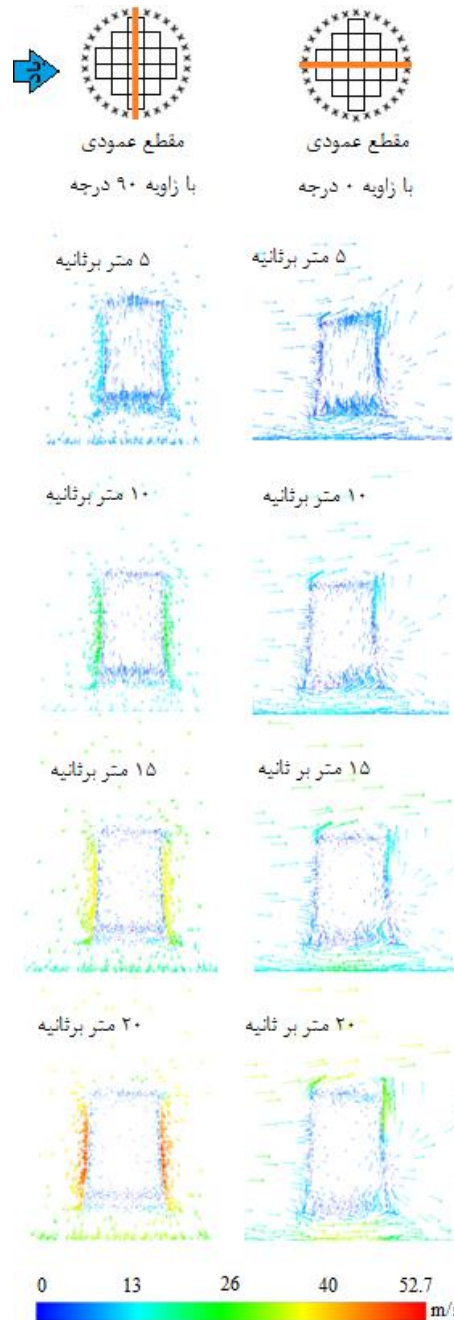 باد
مقطع عمودی
با زاویه ۹۰ درجه
مقطع عمودی
با زاویه ۰ درجه
۵ متر برثانیه
۵ متر برثانیه
۱۰ متر برثانیه
۱۰ متر برثانیه
۱۵ متر برثانیه
۱۵ متر بر ثانیه
۲۰ متر برثانیه
۲۰ متر بر ثانیه
0 13 26 40 52.7